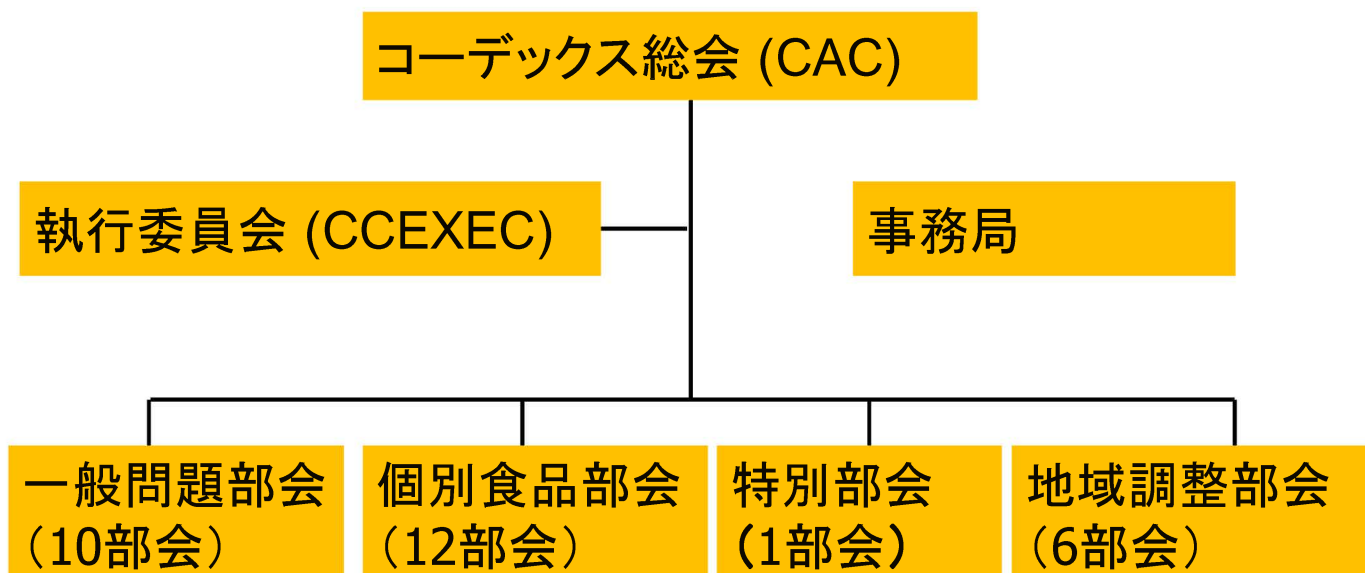 コーデックス総会 (CAC)
執行委員会 (CCEXEC)
事務局
一般問題部会
（10部会）
個別食品部会
（12部会）
特別部会
（1部会）
地域調整部会
（6部会）